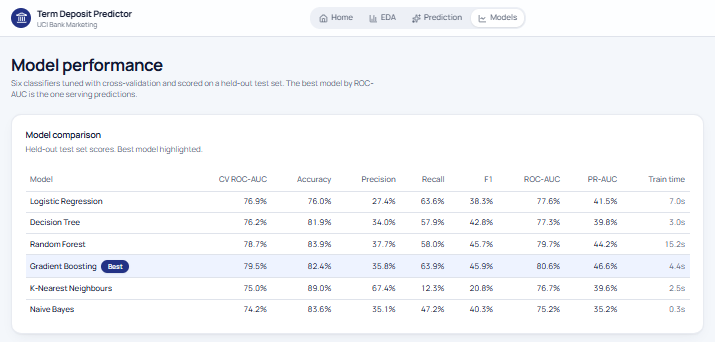 Term Deposit Predictor
UCI Bank Marketing
Home EDA Prediction Models
Model performance
Six classifiers tuned with cross-validation and scored on a held-out test set. The best model by ROC-
AUC is the one serving predictions.
Model comparison
Held-out test set scores. Best model highlighted.
Model CV ROC-AUC Accuracy Precision Recall F1 ROC-AUC PR-AUC Train time
Logistic Regression 76.9% 76.0% 27.4% 63.6% 38.3% 77.6% 41.5% 7.0s
Decision Tree 76.2% 81.9% 34.0% 57.9% 42.8% 77.3% 39.8% 3.0s
Random Forest 78.7% 83.9% 37.7% 58.0% 45.7% 79.7% 44.2% 15.2s
Gradient Boosting Best 79.5% 82.4% 35.8% 63.9% 45.9% 80.6% 46.6% 4.4s
K-Nearest Neighbours 75.0% 89.0% 67.4% 12.3% 20.8% 76.7% 39.6% 2.5s
Naive Bayes 74.2% 83.6% 35.1% 47.2% 40.3% 75.2% 35.2% 0.3s